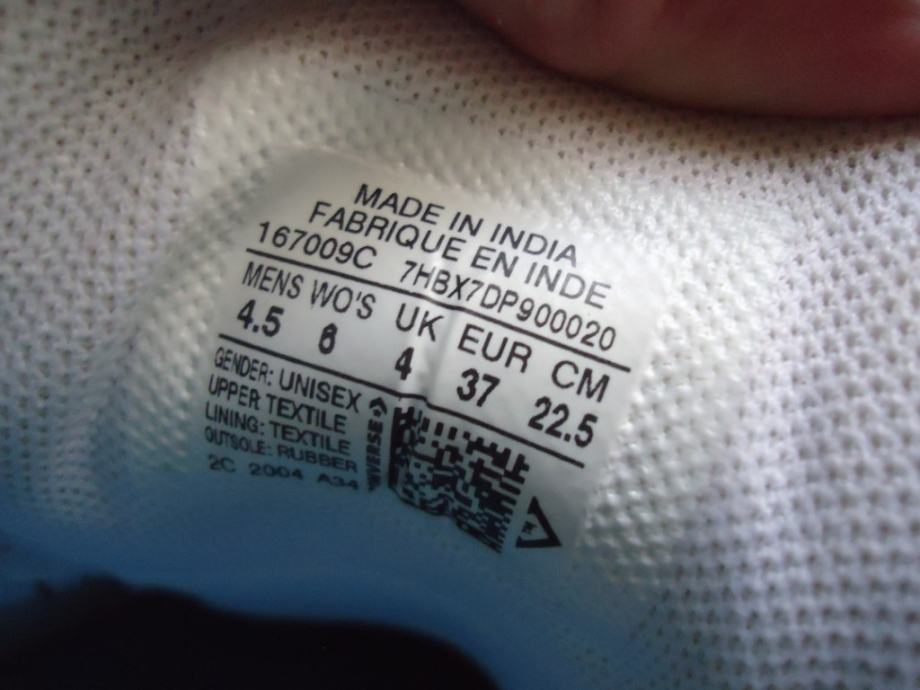 MADE IN INDIA
FABRIQUE EN INDE
167009C 7HBX7DP900020
MENS WO'S UK EUR CM
4.5 6 4 37 22.5
GENDER: UNISEX
UPPER TEXTILE
LINING: TEXTILE
OUTSOLE: RUBBER
2C 2004 A34